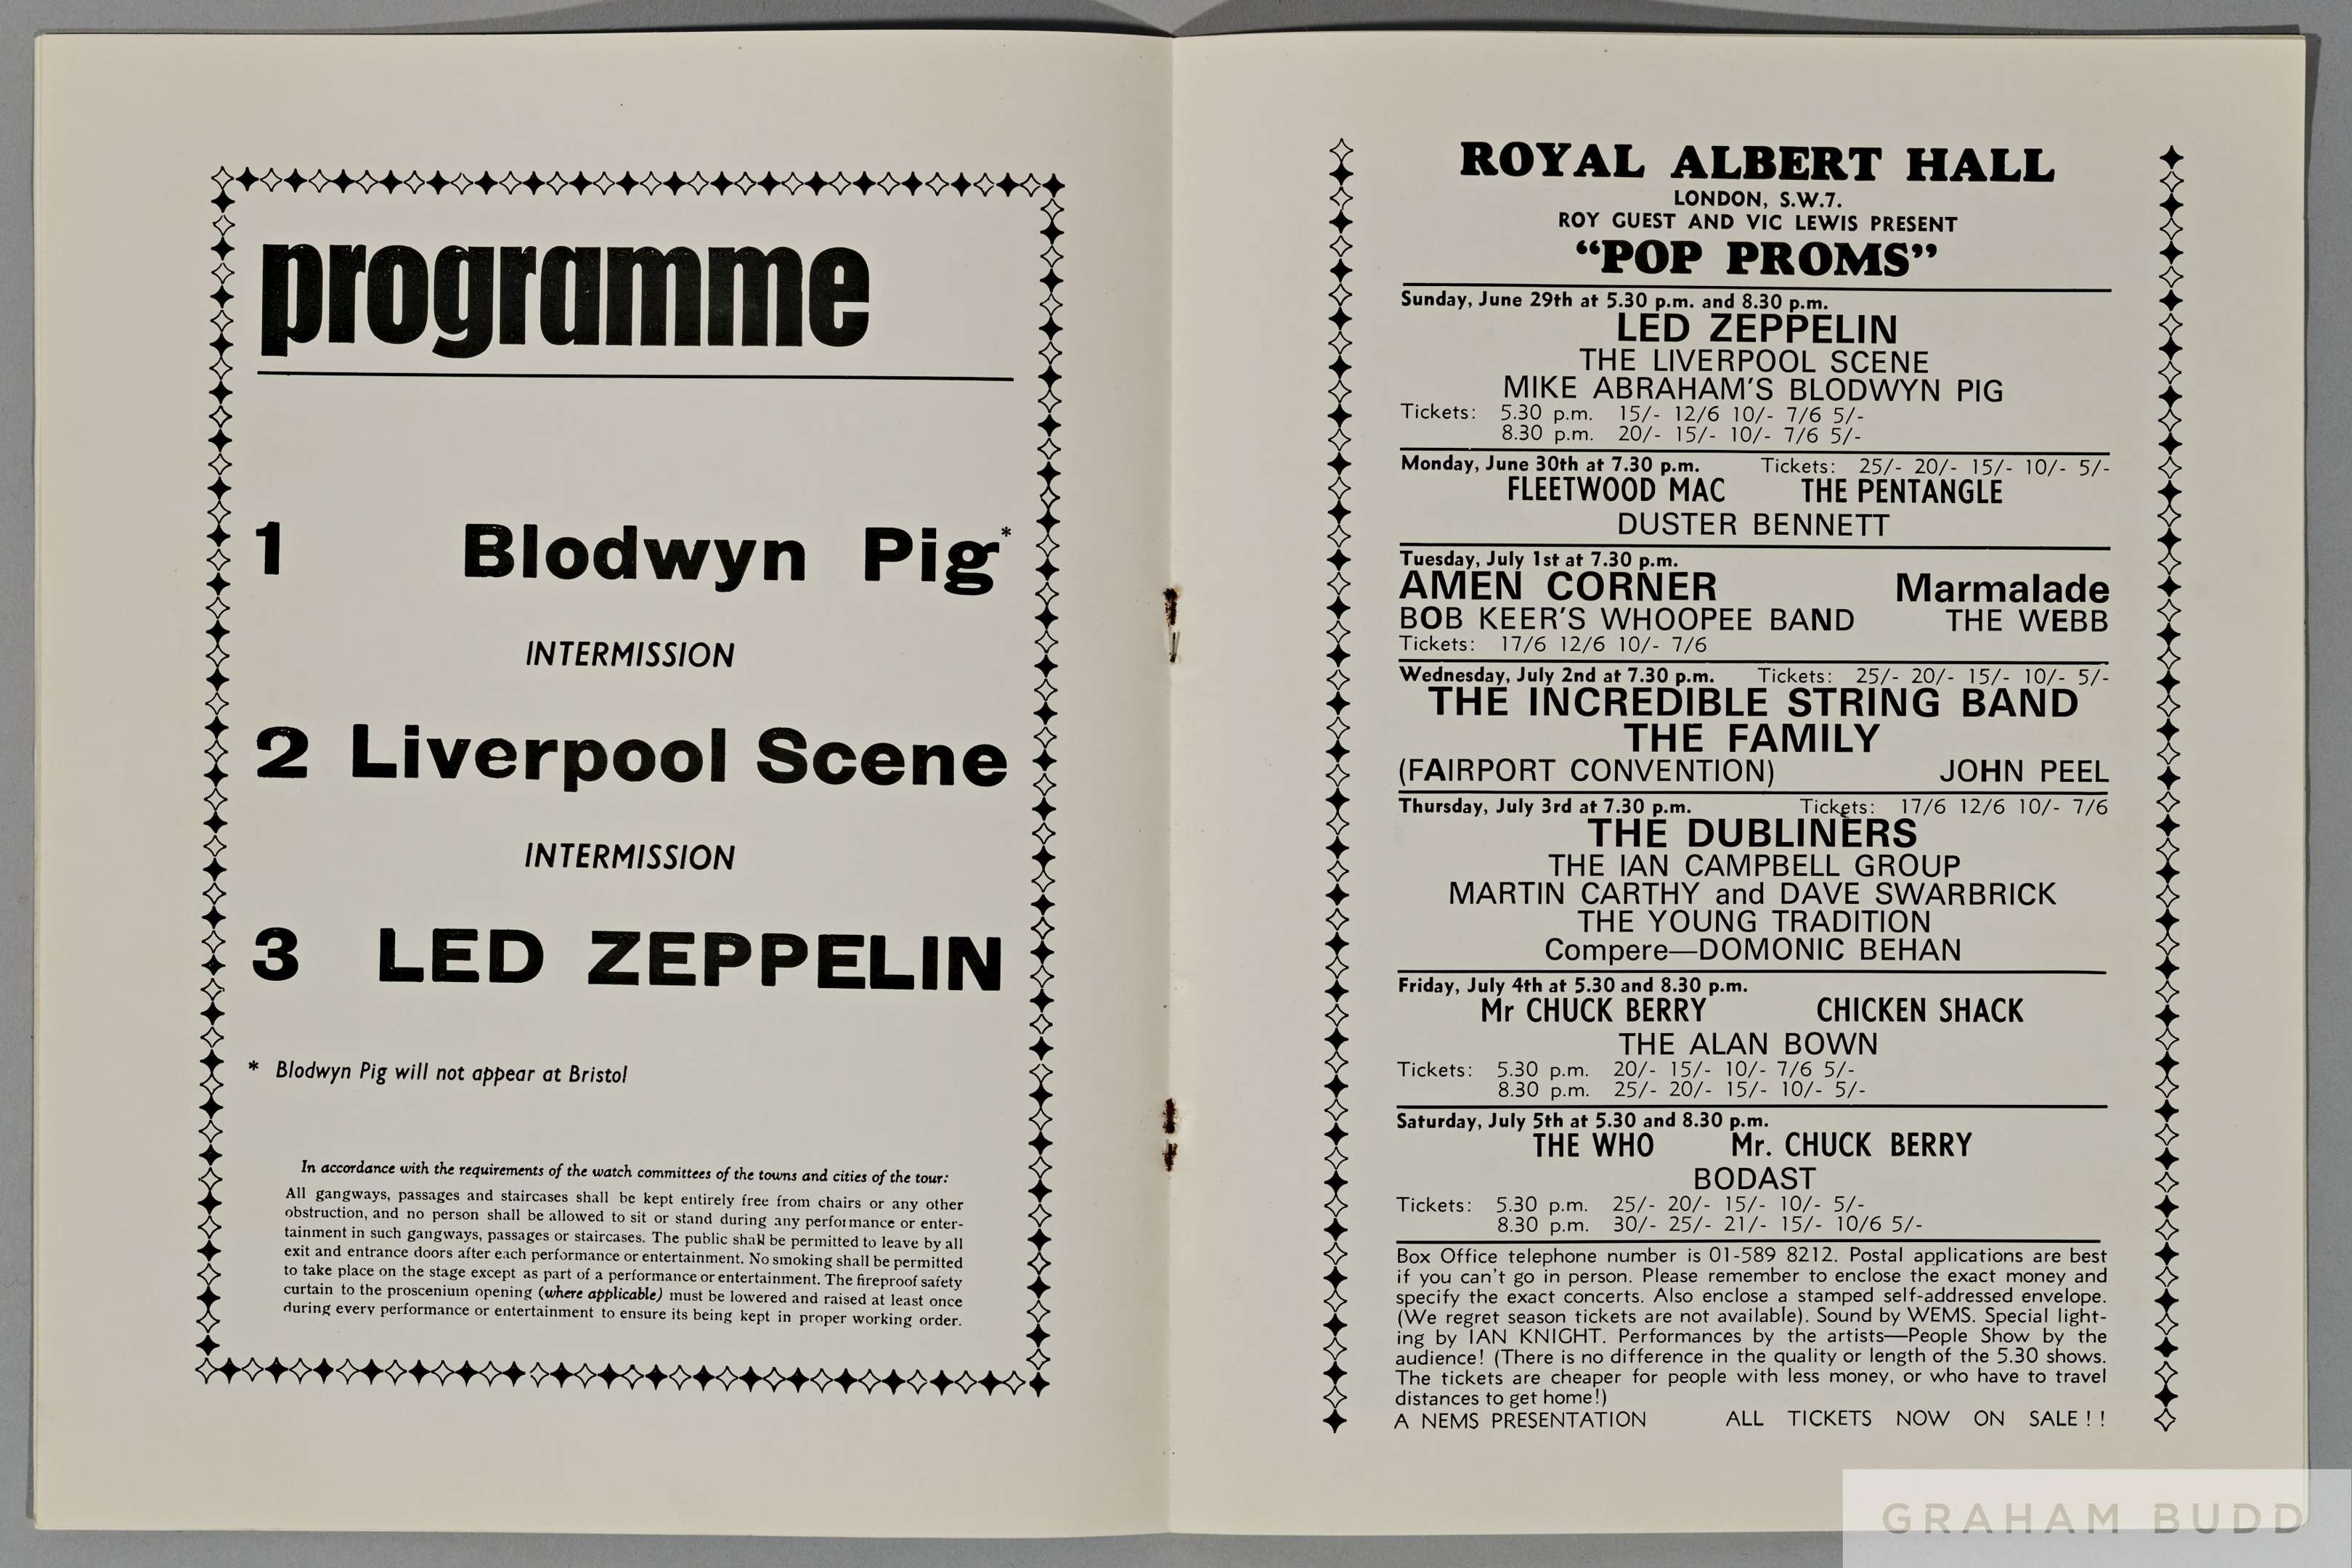 programme
1 Blodwyn Pig*
INTERMISSION
2 Liverpool Scene
INTERMISSION
3 LED ZEPPELIN
* Blodwyn Pig will not appear at Bristol
In accordance with the requirements of the watch committees of the towns and cities of the tour:
All gangways, passages and staircases shall be kept entirely free from chairs or any other
obstruction, and no person shall be allowed to sit or stand during any performance or enter-
tainment in such gangways, passages or staircases. The public shall be permitted to leave by all
exit and entrance doors after each performance or entertainment. No smoking shall be permitted
to take place on the stage except as part of a performance or entertainment. The fireproof safety
curtain to the proscenium opening (where applicable) must be lowered and raised at least once
during every performance or entertainment to ensure its being kept in proper working order.
ROYAL ALBERT HALL
LONDON, S.W.7.
ROY GUEST AND VIC LEWIS PRESENT
“POP PROMS”
Sunday, June 29th at 5.30 p.m. and 8.30 p.m.
LED ZEPPELIN
THE LIVERPOOL SCENE
MIKE ABRAHAM'S BLODWYN PIG
Tickets: 5.30 p.m. 15/- 12/6 10/- 7/6 5/-
8.30 p.m. 20/- 15/- 10/- 7/6 5/-
Monday, June 30th at 7.30 p.m. Tickets: 25/- 20/- 15/- 10/- 5/-
FLEETWOOD MAC THE PENTANGLE
DUSTER BENNETT
Tuesday, July 1st at 7.30 p.m.
AMEN CORNER Marmalade
BOB KEER'S WHOOPEE BAND THE WEBB
Tickets: 17/6 12/6 10/- 7/6
Wednesday, July 2nd at 7.30 p.m. Tickets: 25/- 20/- 15/- 10/- 5/-
THE INCREDIBLE STRING BAND
THE FAMILY
(FAIRPORT CONVENTION) JOHN PEEL
Thursday, July 3rd at 7.30 p.m. Tickets: 17/6 12/6 10/- 7/6
THE DUBLINERS
THE IAN CAMPBELL GROUP
MARTIN CARTHY and DAVE SWARBRICK
THE YOUNG TRADITION
Compere—DOMONIC BEHAN
Friday, July 4th at 5.30 and 8.30 p.m.
Mr CHUCK BERRY CHICKEN SHACK
THE ALAN BOWN
Tickets: 5.30 p.m. 20/- 15/- 10/- 7/6 5/-
8.30 p.m. 25/- 20/- 15/- 10/- 5/-
Saturday, July 5th at 5.30 and 8.30 p.m.
THE WHO Mr. CHUCK BERRY
BODAST
Tickets: 5.30 p.m. 25/- 20/- 15/- 10/- 5/-
8.30 p.m. 30/- 25/- 21/- 15/- 10/6 5/-
Box Office telephone number is 01-589 8212. Postal applications are best
if you can't go in person. Please remember to enclose the exact money and
specify the exact concerts. Also enclose a stamped self-addressed envelope.
(We regret season tickets are not available). Sound by WEMS. Special light-
ing by IAN KNIGHT. Performances by the artists—People Show by the
audience! (There is no difference in the quality or length of the 5.30 shows.
The tickets are cheaper for people with less money, or who have to travel
distances to get home!)
A NEMS PRESENTATION ALL TICKETS NOW ON SALE!!
GRAHAM BUDD